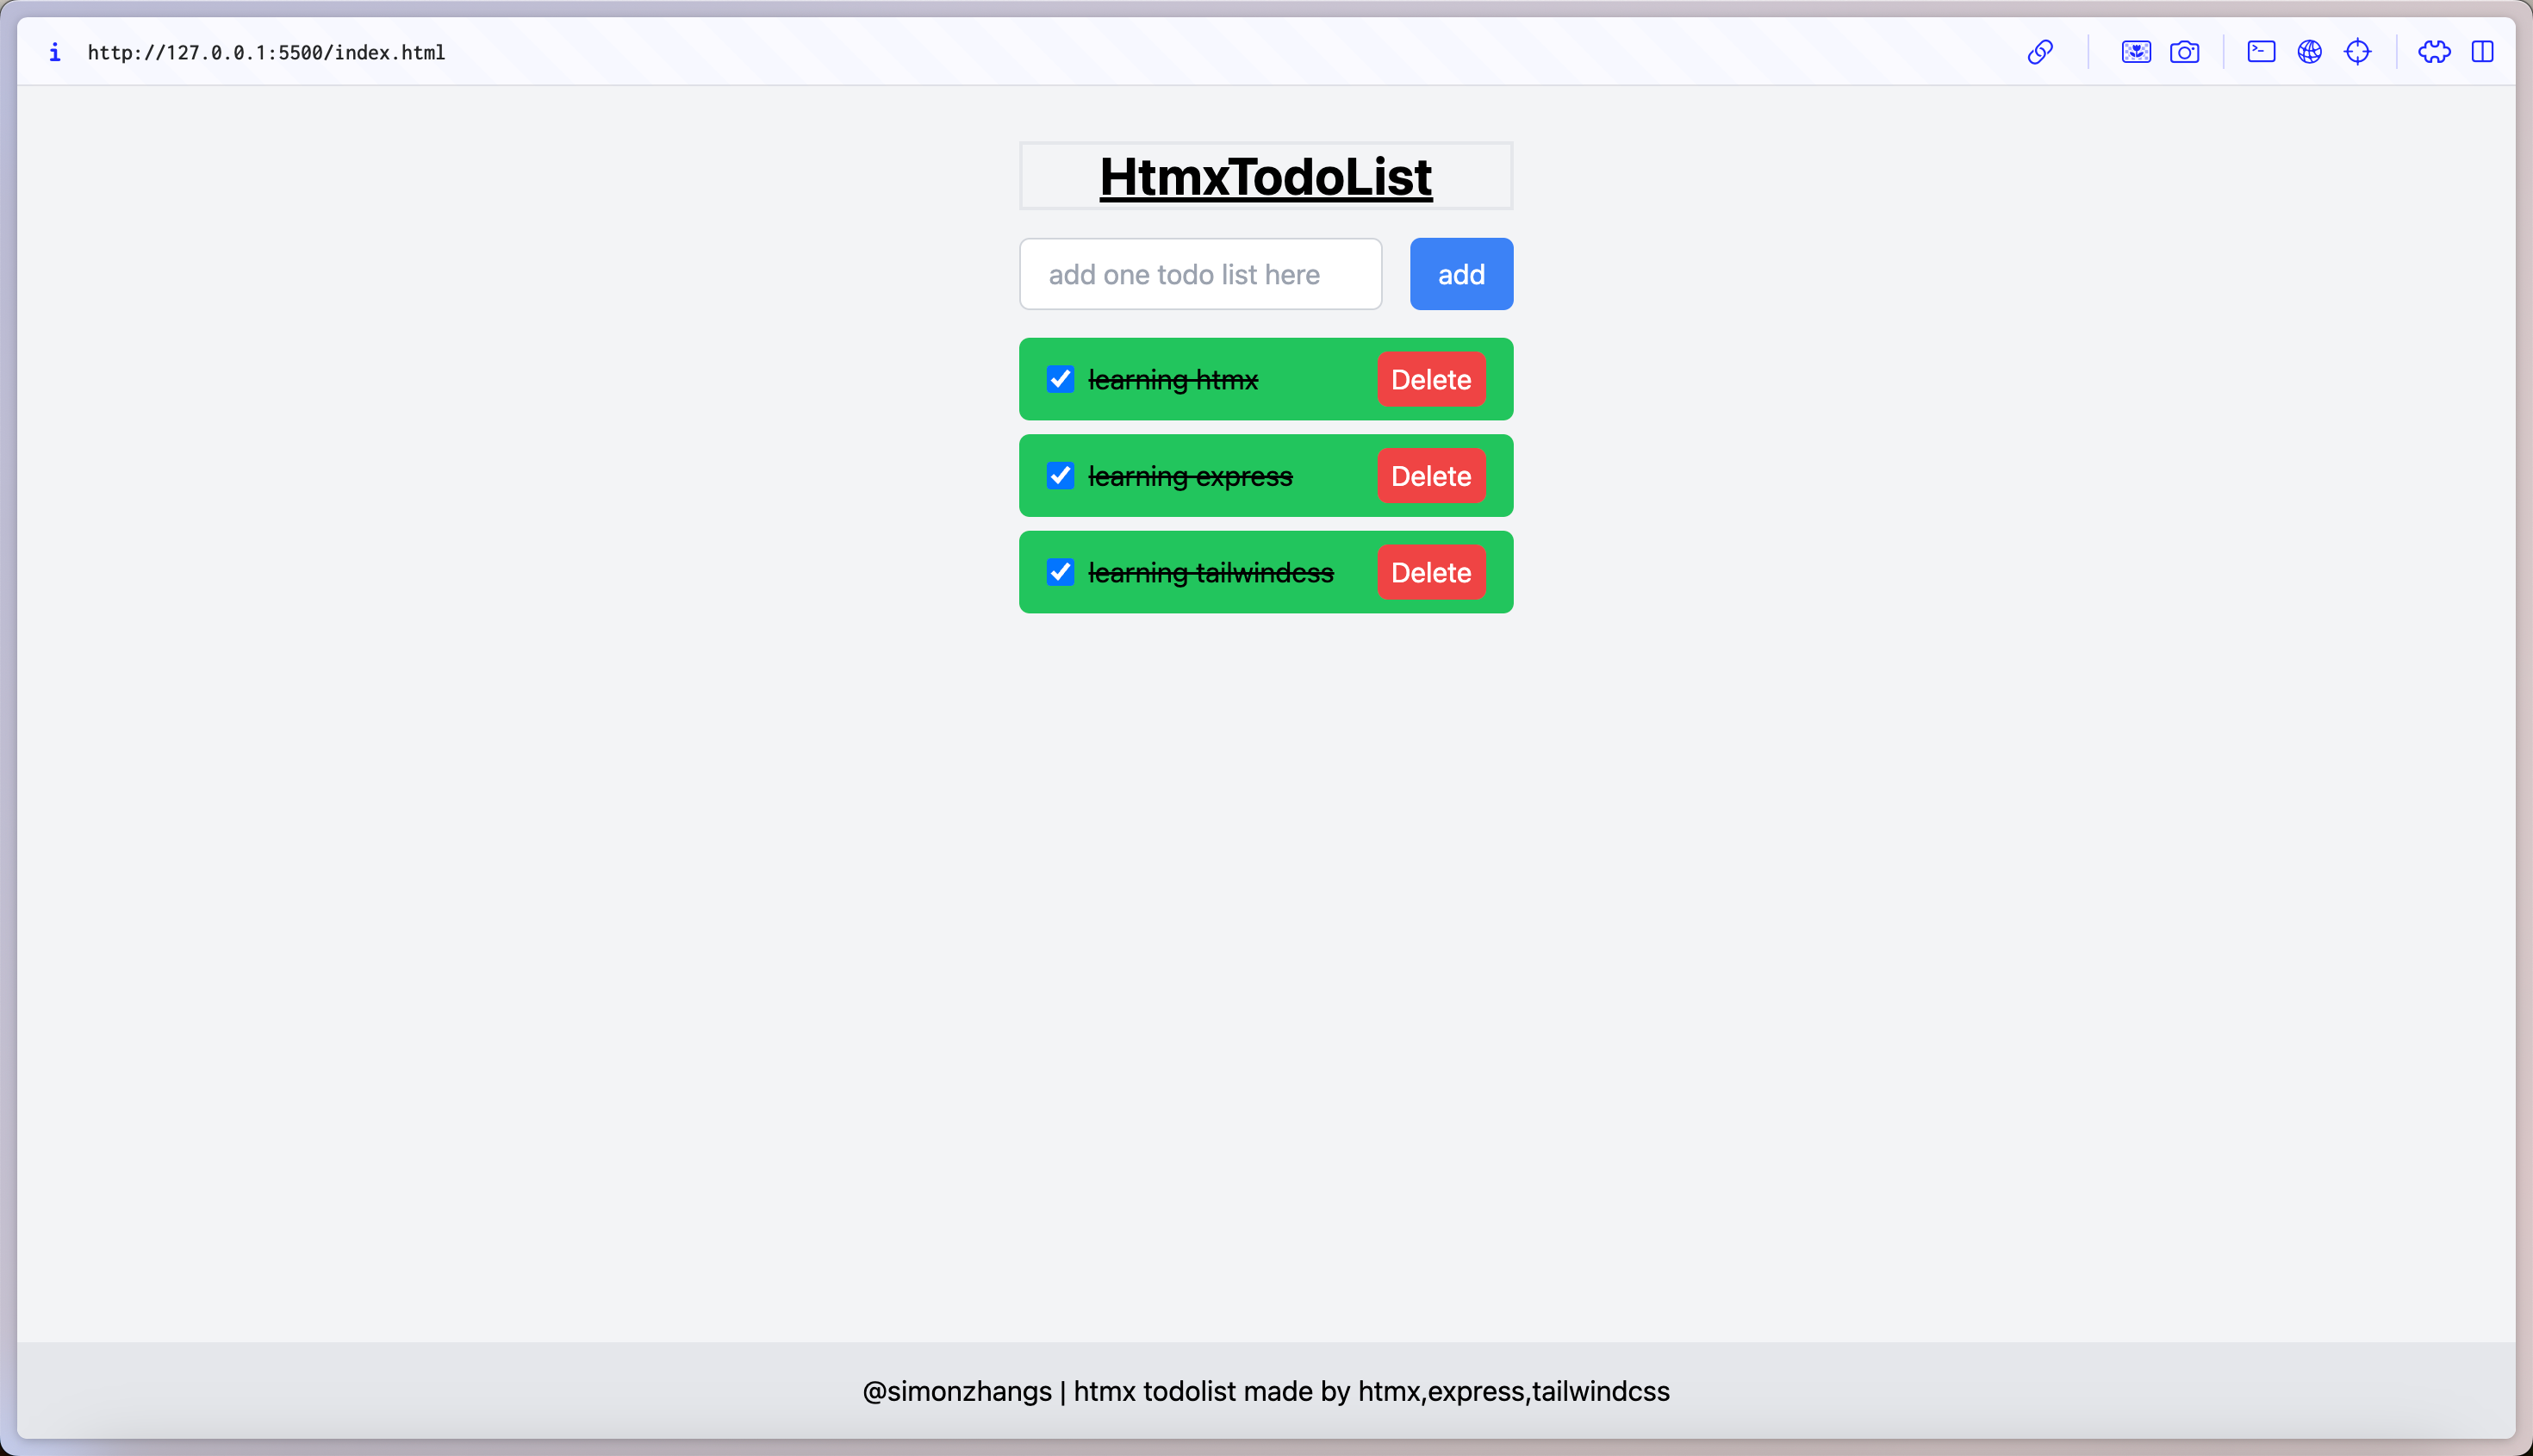 i http://127.0.0.1:5500/index.html
HtmxTodoList
add one todo list here add
learning htmx Delete
learning express Delete
learning tailwindcss Delete
@simonzhangs | htmx todolist made by htmx,express,tailwindcss